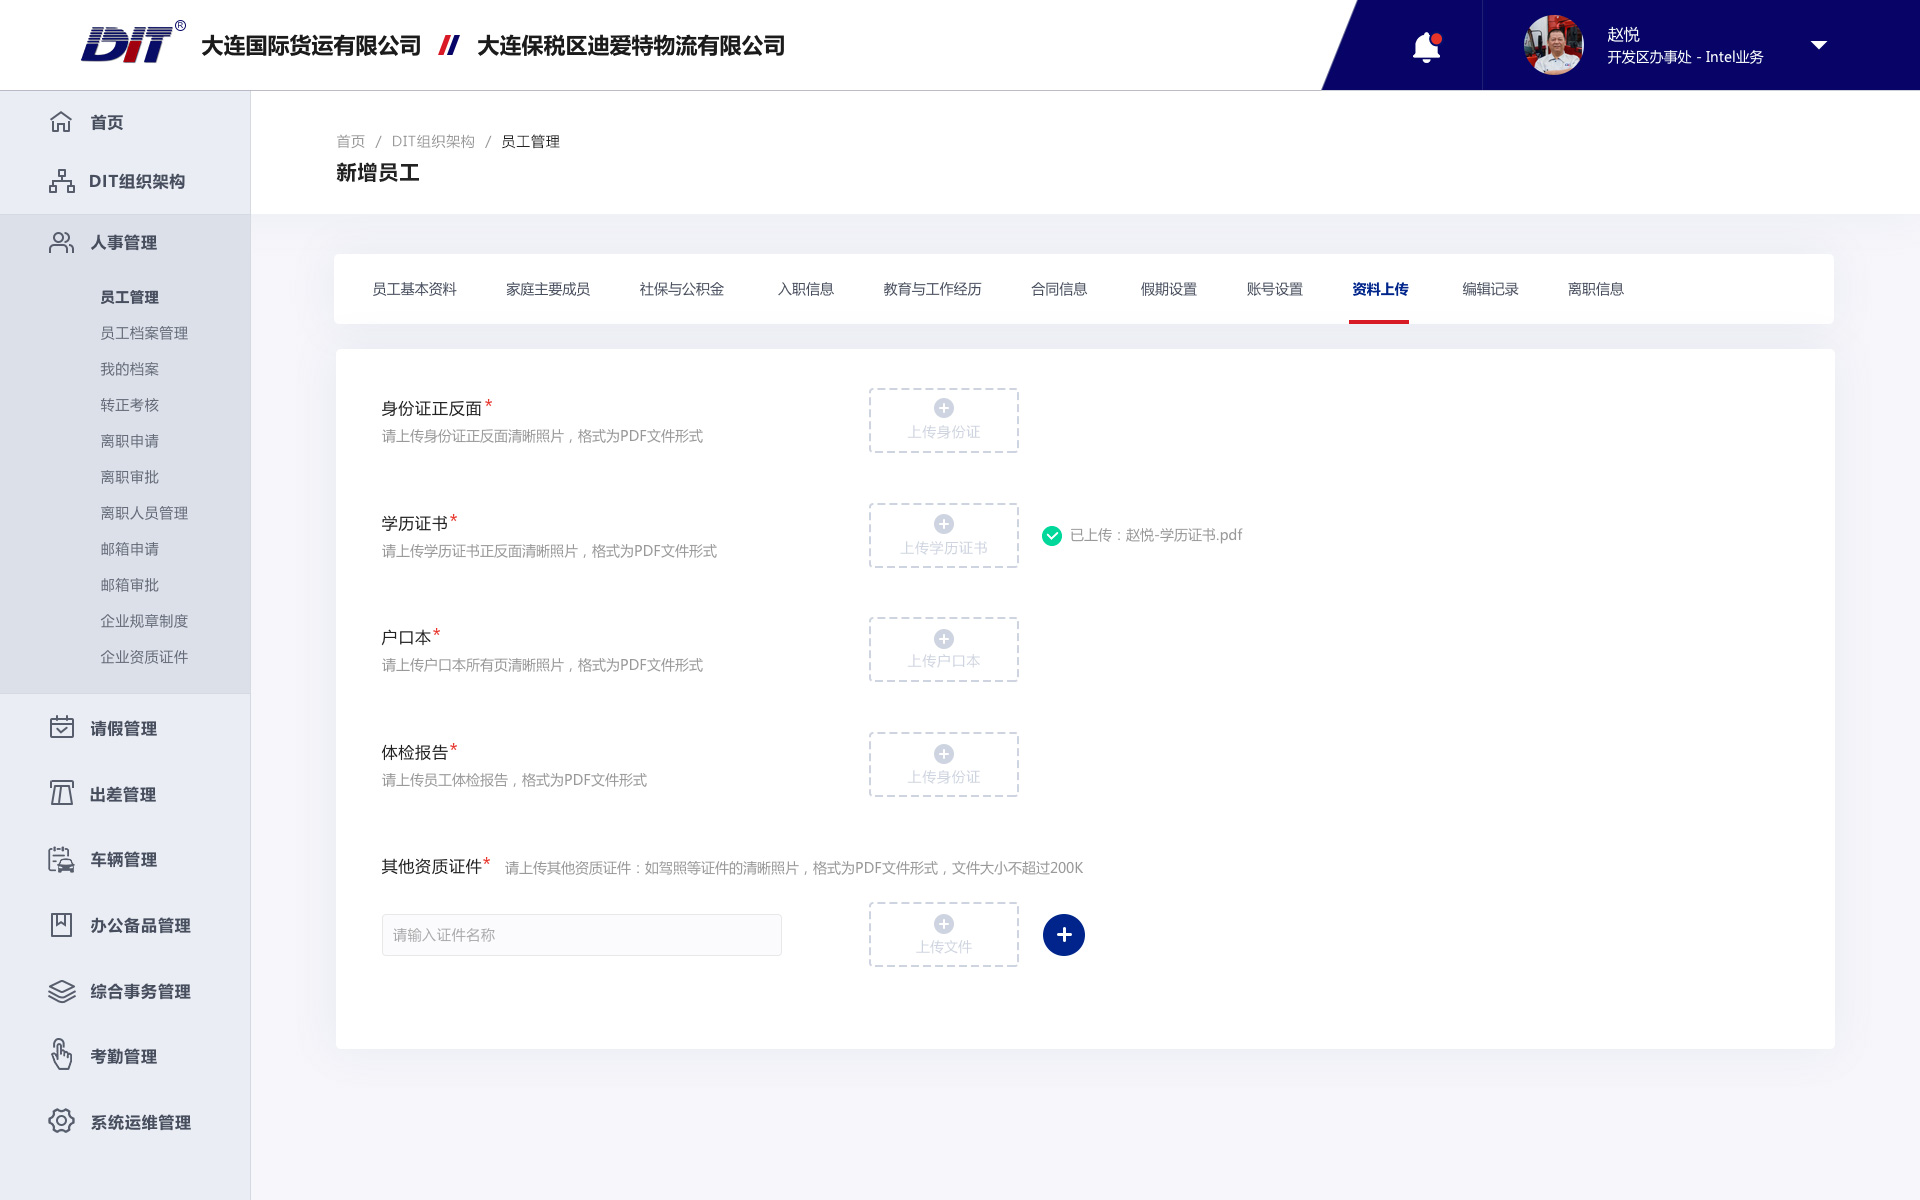 DIT® 大连国际货运有限公司 // 大连保税区迪爱特物流有限公司
赵悦
开发区办事处 - Intel业务
首页
DIT组织架构
人事管理
员工管理
员工档案管理
我的档案
转正考核
离职申请
离职审批
离职人员管理
邮箱申请
邮箱审批
企业规章制度
企业资质证件
请假管理
出差管理
车辆管理
办公备品管理
综合事务管理
考勤管理
系统运维管理
首页 / DIT组织架构 / 员工管理
新增员工
员工基本资料 家庭主要成员 社保与公积金 入职信息 教育与工作经历 合同信息 假期设置 账号设置 资料上传 编辑记录 离职信息
身份证正反面*
请上传身份证正反面清晰照片，格式为PDF文件形式
上传身份证
学历证书*
请上传学历证书正反面清晰照片，格式为PDF文件形式
上传学历证书
已上传：赵悦-学历证书.pdf
户口本*
请上传户口本所有页清晰照片，格式为PDF文件形式
上传户口本
体检报告*
请上传员工体检报告，格式为PDF文件形式
上传身份证
其他资质证件* 请上传其他资质证件：如驾照等证件的清晰照片，格式为PDF文件形式，文件大小不超过200K
请输入证件名称
上传文件